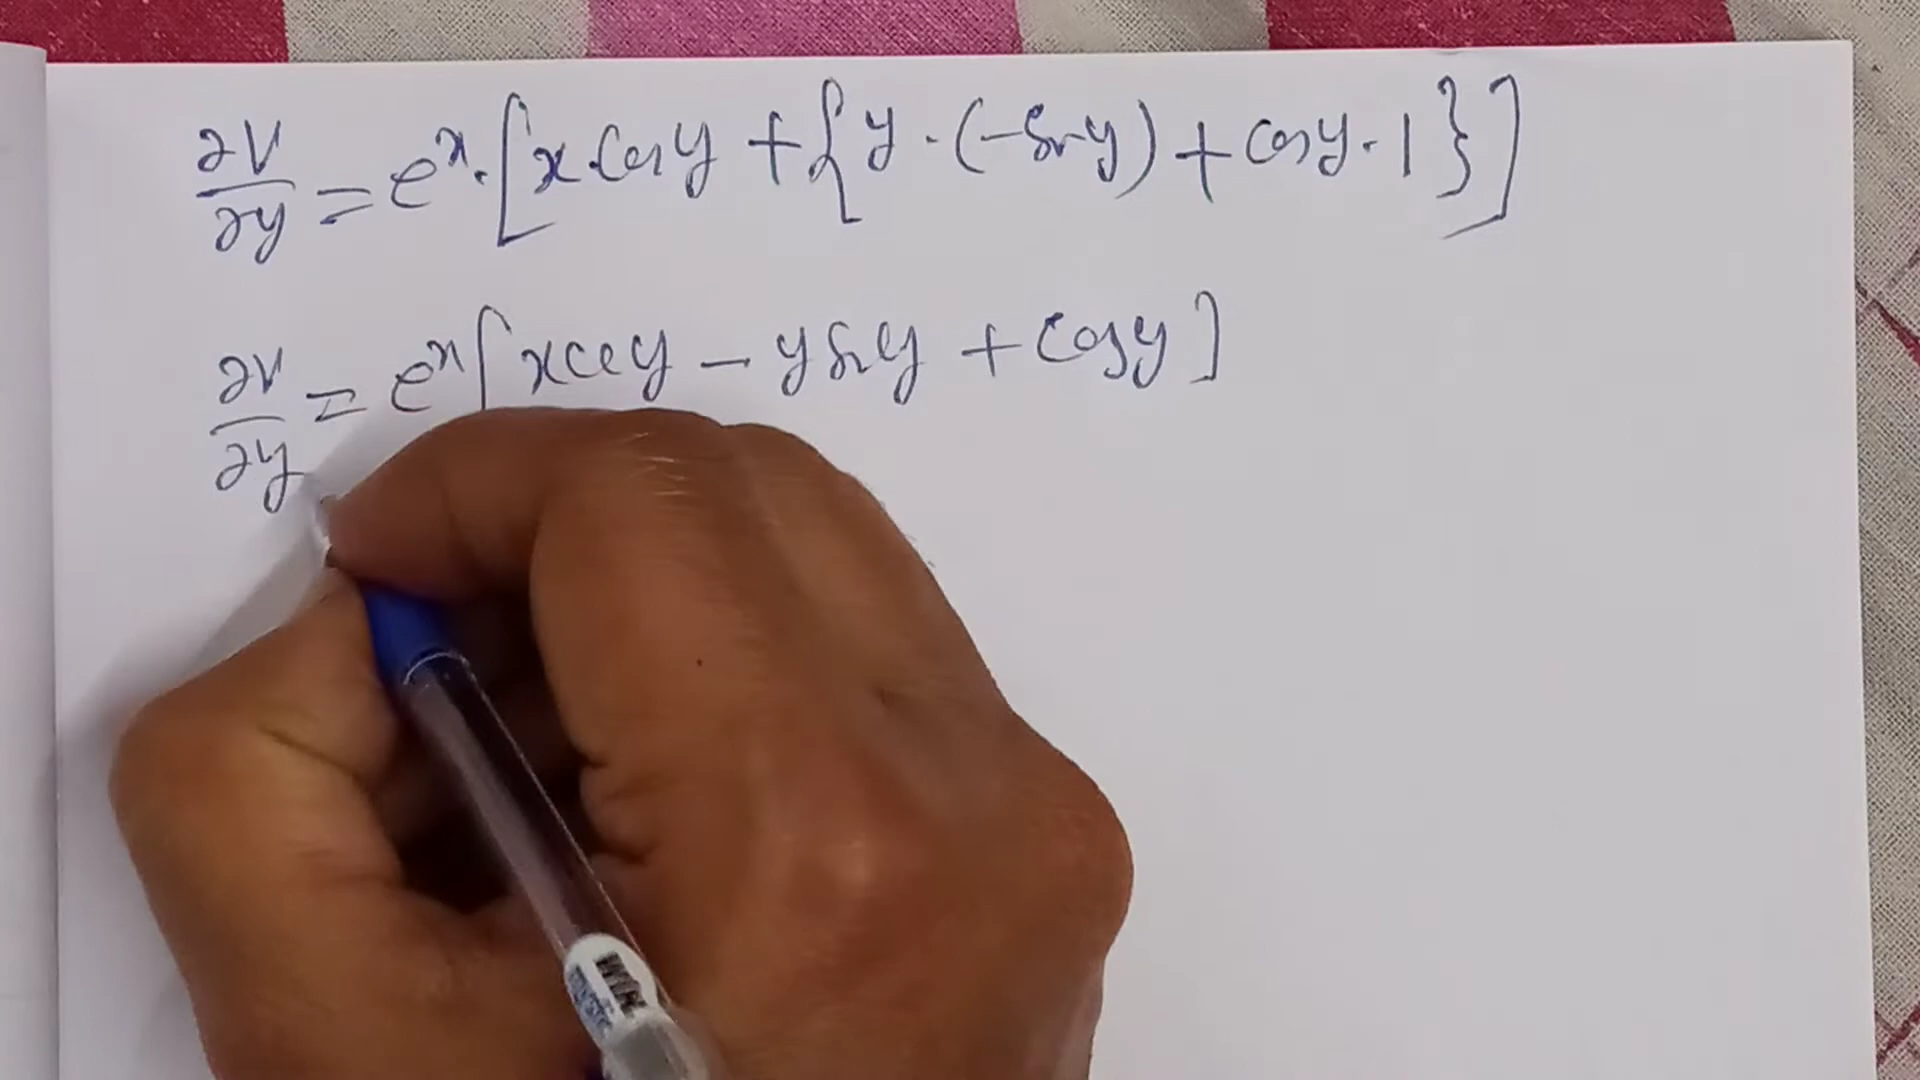 ∂V/∂y = e^x · [x · cos y + {y · (-sin y) + cos y · 1}]
∂V/∂y = e^x [x cos y - y sin y + cos y]